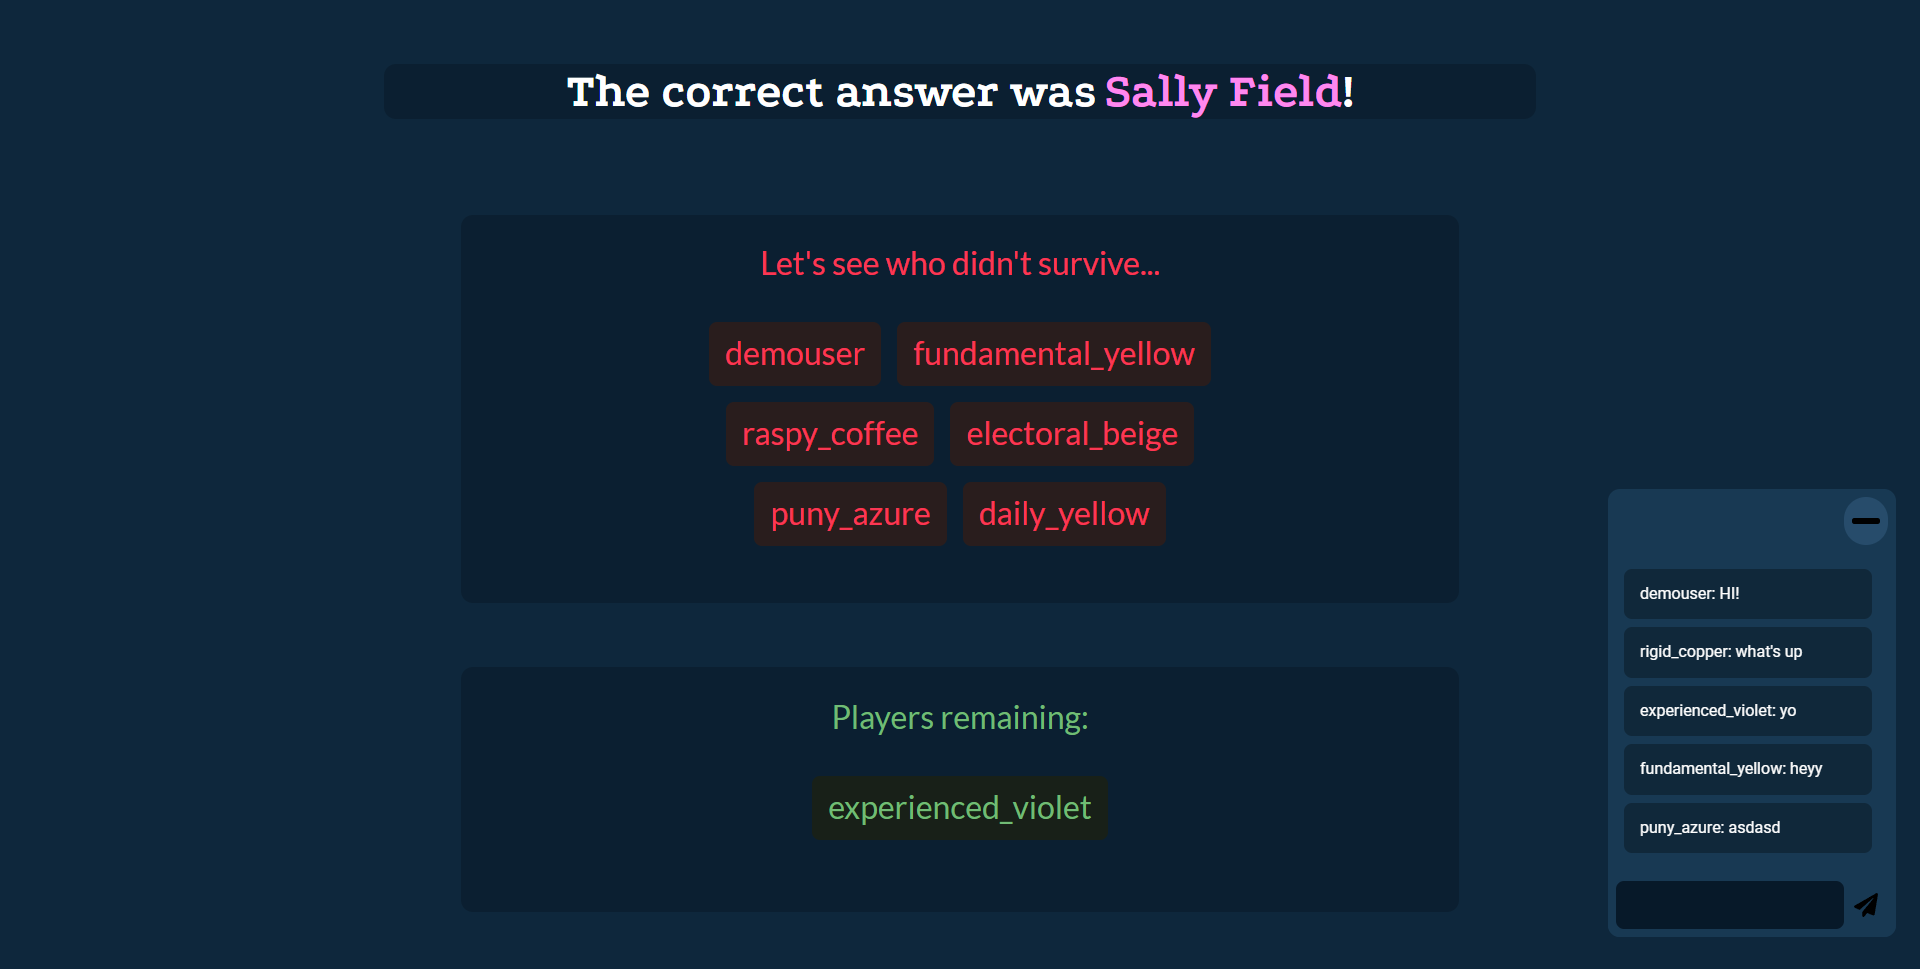 The correct answer was Sally Field!
Let's see who didn't survive...
demouser fundamental_yellow
raspy_coffee electoral_beige
puny_azure daily_yellow
Players remaining:
experienced_violet
demouser: HI!
rigid_copper: what's up
experienced_violet: yo
fundamental_yellow: heyy
puny_azure: asdasd